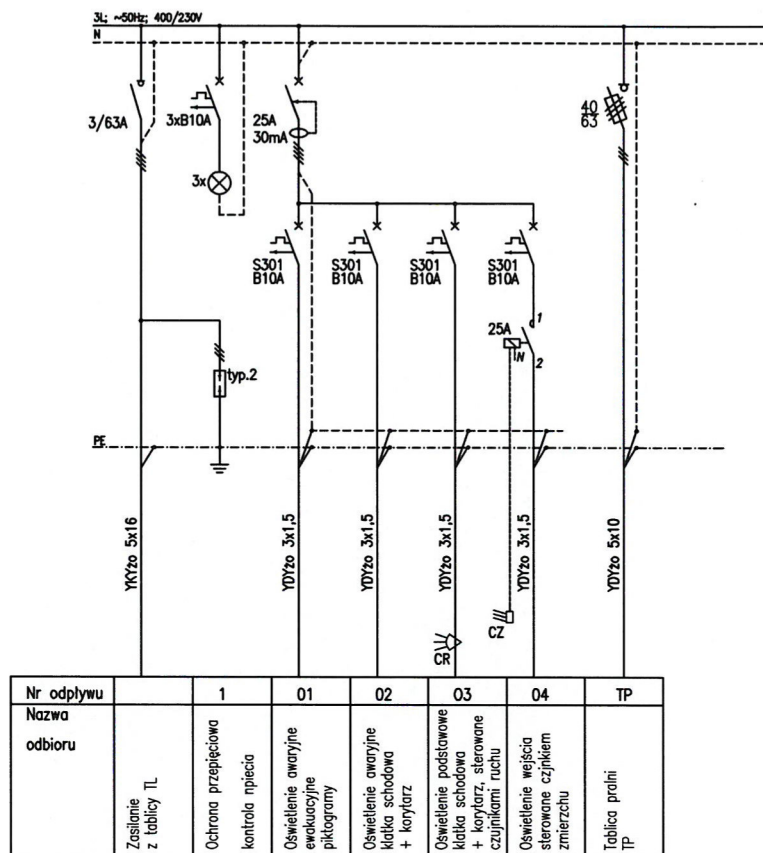 3L; ~50Hz; 400/230V
N
3/63A
3xB10A
25A
30mA
40
63
3x
S301
B10A
S301
B10A
S301
B10A
S301
B10A
1
25A
N
2
typ.2
PE
YKYżo 5x16
YDYżo 3x1,5
YDYżo 3x1,5
YDYżo 3x1,5
YDYżo 3x1,5
YDYżo 5x10
CZ
CR
Nr odpływu
1
01
02
03
04
TP
Nazwa
odbioru
Zasilanie
z tablicy TL
Ochrona przepięciowa
kontrola npiecia
Oświetlenie awaryjne
ewakuacyjne
piktogramy
Oświetlenie awaryjne
klatka schodowa
+ korytarz
Oświetlenie podstawowe
klatka schodowa
+ korytarz, sterowane
czujnikami ruchu
Oświetlenie wejścia
sterowane czjnkiem
zmierzchu
Tablica pralni
TP